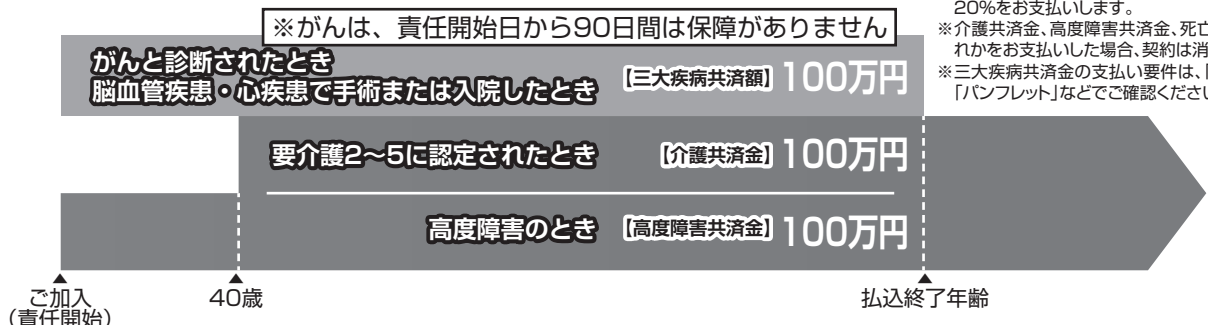 ※がんは、責任開始日から90日間は保障がありません
がんと診断されたとき
脳血管疾患・心疾患で手術または入院したとき 【三大疾病共済額】100万円
要介護2～5に認定されたとき 【介護共済金】100万円
高度障害のとき 【高度障害共済金】100万円
ご加入
（責任開始）
40歳
払込終了年齢
20％をお支払いします。
※介護共済金、高度障害共済金、死亡
れかをお支払いした場合、契約は消
※三大疾病共済金の支払い要件は、
「パンフレット」などでご確認くださ